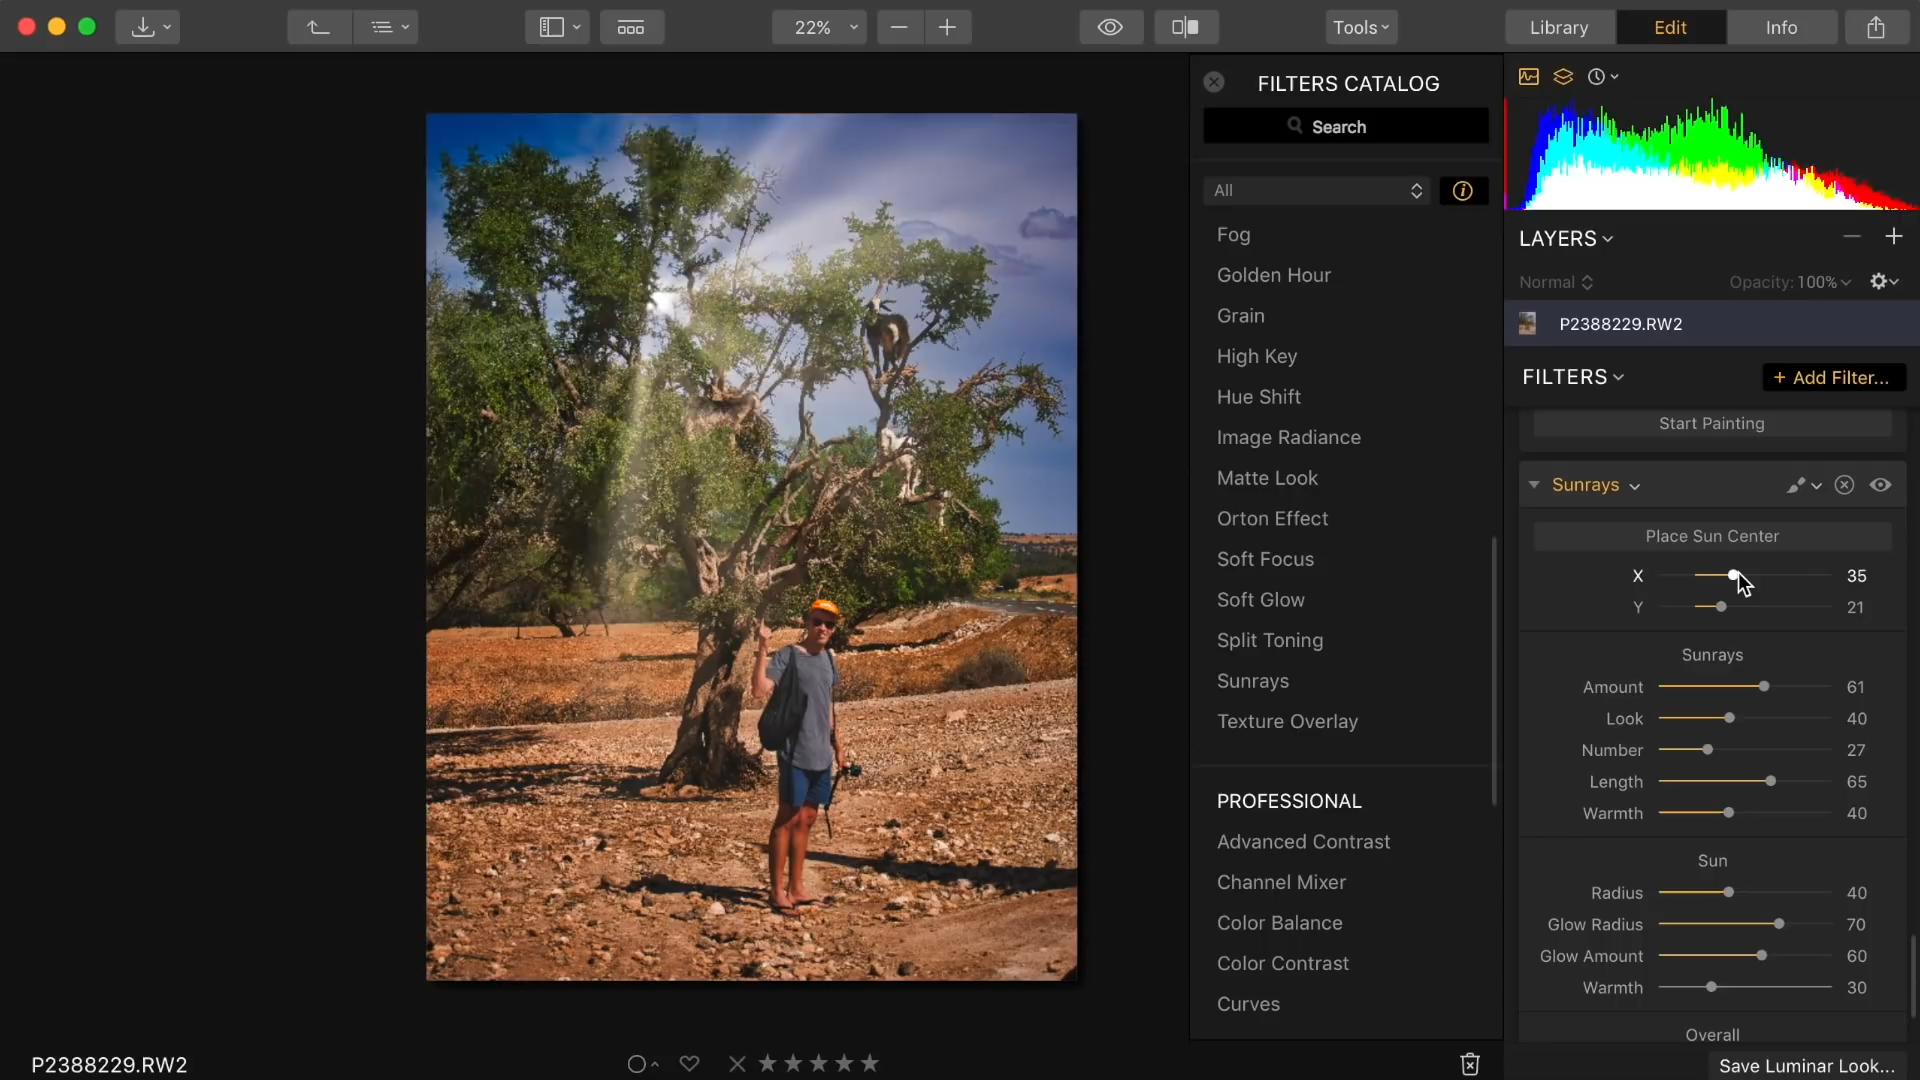 22%
Tools
Library
Edit
Info
FILTERS CATALOG
Search
All
Fog
Golden Hour
Grain
High Key
Hue Shift
Image Radiance
Matte Look
Orton Effect
Soft Focus
Soft Glow
Split Toning
Sunrays
Texture Overlay
PROFESSIONAL
Advanced Contrast
Channel Mixer
Color Balance
Color Contrast
Curves
LAYERS
Normal
Opacity: 100%
P2388229.RW2
FILTERS
+ Add Filter...
Start Painting
Sunrays
Place Sun Center
X 35
Y 21
Sunrays
Amount 61
Look 40
Number 27
Length 65
Warmth 40
Sun
Radius 40
Glow Radius 70
Glow Amount 60
Warmth 30
Overall
P2388229.RW2
Save Luminar Look...